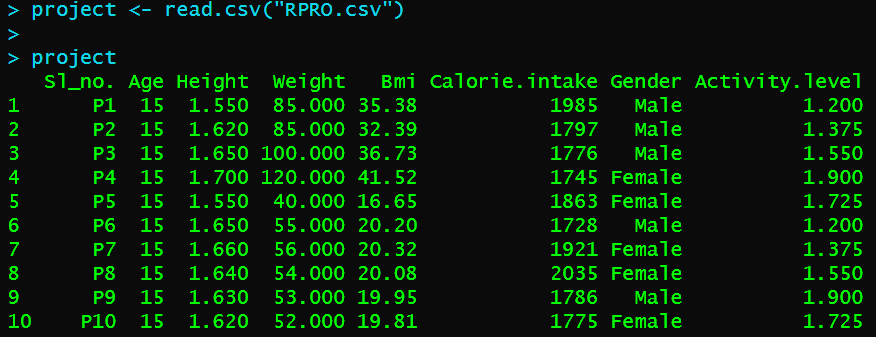 > project <- read.csv("RPRO.csv")
>
> project
   Sl_no. Age Height  Weight   Bmi Calorie.intake Gender Activity.level
1      P1  15  1.550  85.000 35.38           1985   Male          1.200
2      P2  15  1.620  85.000 32.39           1797   Male          1.375
3      P3  15  1.650 100.000 36.73           1776   Male          1.550
4      P4  15  1.700 120.000 41.52           1745 Female          1.900
5      P5  15  1.550  40.000 16.65           1863 Female          1.725
6      P6  15  1.650  55.000 20.20           1728   Male          1.200
7      P7  15  1.660  56.000 20.32           1921 Female          1.375
8      P8  15  1.640  54.000 20.08           2035 Female          1.550
9      P9  15  1.630  53.000 19.95           1786   Male          1.900
10    P10  15  1.620  52.000 19.81           1775 Female          1.725